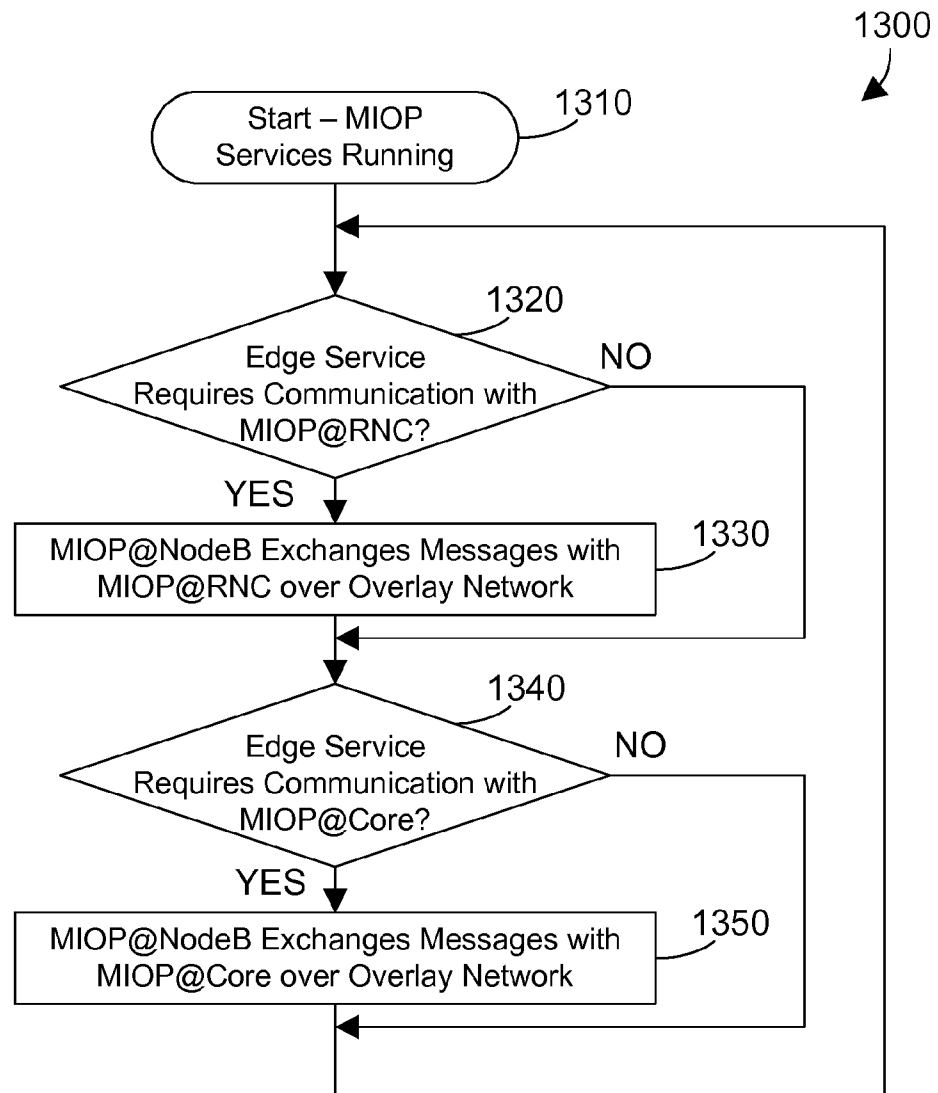 1300
Start – MIOP
Services Running
1310
1320
Edge Service
Requires Communication with
MIOP@RNC?
NO
YES
MIOP@NodeB Exchanges Messages with
MIOP@RNC over Overlay Network
1330
1340
Edge Service
Requires Communication with
MIOP@Core?
NO
YES
MIOP@NodeB Exchanges Messages with
MIOP@Core over Overlay Network
1350